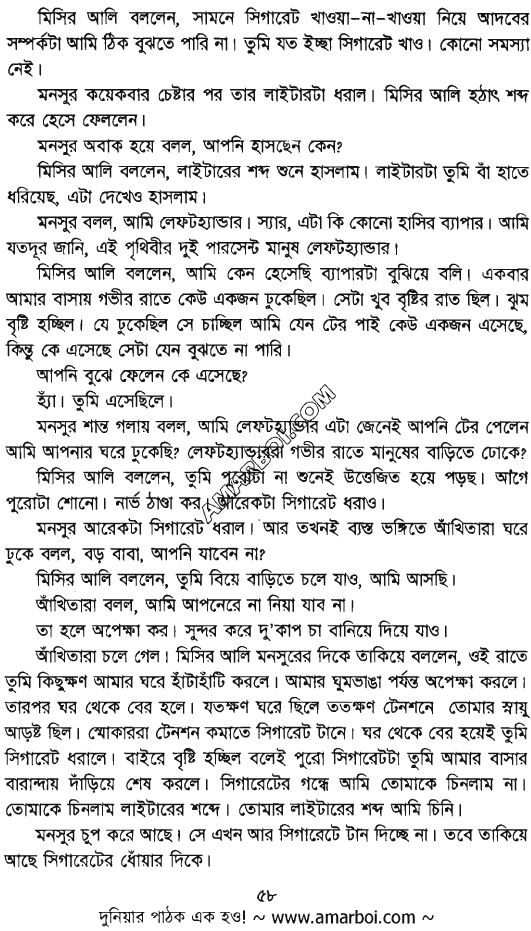 মিসির আলি বললেন, সামনে সিগারেট খাওয়া-না-খাওয়া নিয়ে আদবের
সম্পর্কটা আমি ঠিক বুঝতে পারি না। তুমি যত ইচ্ছা সিগারেট খাও। কোনো সমস্যা
নেই।
মনসুর কয়েকবার চেষ্টার পর তার লাইটারটা ধরাল। মিসির আলি হঠাৎ শব্দ
করে হেসে ফেললেন।
মনসুর অবাক হয়ে বলল, আপনি হাসছেন কেন?
মিসির আলি বললেন, লাইটারের শব্দ শুনে হাসলাম। লাইটারটা তুমি বাঁ হাতে
ধরিয়েছ, এটা দেখেও হাসলাম।
মনসুর বলল, আমি লেফটহ্যান্ডার। স্যার, এটা কি কোনো হাসির ব্যাপার। আমি
যতদূর জানি, এই পৃথিবীর দুই পারসেন্ট মানুষ লেফটহ্যান্ডার।
মিসির আলি বললেন, আমি কেন হেসেছি ব্যাপারটা বুঝিয়ে বলি। একবার
আমার বাসায় গভীর রাতে কেউ একজন ঢুকেছিল। সেটা খুব বৃষ্টির রাত ছিল। ঝুম
বৃষ্টি হচ্ছিল। যে ঢুকেছিল সে চাচ্ছিল আমি যেন টের পাই কেউ একজন এসেছে,
কিন্তু কে এসেছে সেটা যেন বুঝতে না পারি।
আপনি বুঝে ফেলেন কে এসেছে?
হ্যাঁ। তুমি এসেছিলে।
মনসুর শান্ত গলায় বলল, আমি লেফটহ্যান্ডার এটা জেনেই আপনি টের পেলেন
আমি আপনার ঘরে ঢুকেছি? লেফটহ্যান্ডাররা গভীর রাতে মানুষের বাড়িতে ঢোকে?
মিসির আলি বললেন, তুমি পুরোটা না শুনেই উত্তেজিত হয়ে পড়ছ। আগে
পুরোটা শোনো। নার্ভ ঠাণ্ডা কর। আরেকটা সিগারেট ধরাও।
মনসুর আরেকটা সিগারেট ধরাল। আর তখনই ব্যস্ত ভঙ্গিতে আঁখিতারা ঘরে
ঢুকে বলল, বড় বাবা, আপনি যাবেন না?
মিসির আলি বললেন, তুমি বিয়ে বাড়িতে চলে যাও, আমি আসছি।
আঁখিতারা বলল, আমি আপনেরে না নিয়া যাব না।
তা হলে অপেক্ষা কর। সুন্দর করে দু'কাপ চা বানিয়ে দিয়ে যাও।
আঁখিতারা চলে গেল। মিসির আলি মনসুরের দিকে তাকিয়ে বললেন, ওই রাতে
তুমি কিছুক্ষণ আমার ঘরে হাঁটাহাঁটি করলে। আমার ঘুমভাঙা পর্যন্ত অপেক্ষা করলে।
তারপর ঘর থেকে বের হলে। যতক্ষণ ঘরে ছিলে ততক্ষণ টেনশনে তোমার স্নায়ু
আড়ষ্ট ছিল। স্মোকাররা টেনশন কমাতে সিগারেট টানে। ঘর থেকে বের হয়েই তুমি
সিগারেট ধরালে। বাইরে বৃষ্টি হচ্ছিল বলেই পুরো সিগারেটটা তুমি আমার বাসার
বারান্দায় দাঁড়িয়ে শেষ করলে। সিগারেটের গন্ধে আমি তোমাকে চিনলাম না।
তোমাকে চিনলাম লাইটারের শব্দে। তোমার লাইটারের শব্দ আমি চিনি।
মনসুর চুপ করে আছে। সে এখন আর সিগারেটে টান দিচ্ছে না। তবে তাকিয়ে
আছে সিগারেটের ধোঁয়ার দিকে।
AMARBOI.COM
৫৮
দুনিয়ার পাঠক এক হও! ~ www.amarboi.com ~